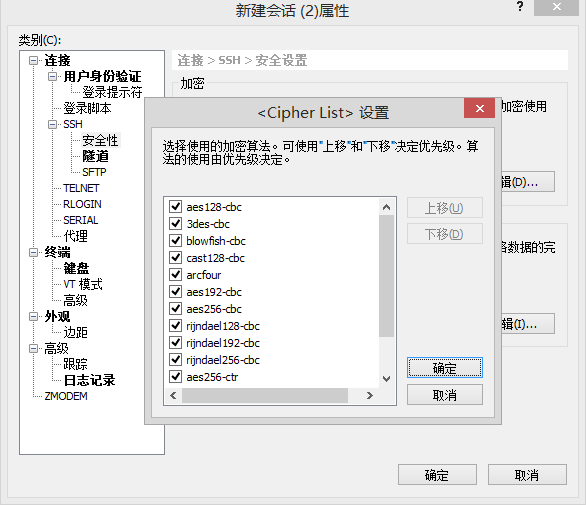 新建会话 (2)属性
?
类别(C):
连接
用户身份验证
登录提示符
登录脚本
SSH
安全性
隧道
SFTP
TELNET
RLOGIN
SERIAL
代理
终端
键盘
VT 模式
高级
外观
边距
高级
跟踪
日志记录
ZMODEM
连接 > SSH > 安全设置
加密
加密使用
辑(D)...
络数据的完
辑(I)...
<Cipher List> 设置
选择使用的加密算法。可使用"上移"和"下移"决定优先级。算
法的使用由优先级决定。
aes128-cbc
3des-cbc
blowfish-cbc
cast128-cbc
arcfour
aes192-cbc
aes256-cbc
rijndael128-cbc
rijndael192-cbc
rijndael256-cbc
aes256-ctr
上移(U)
下移(D)
确定
取消
确定
取消